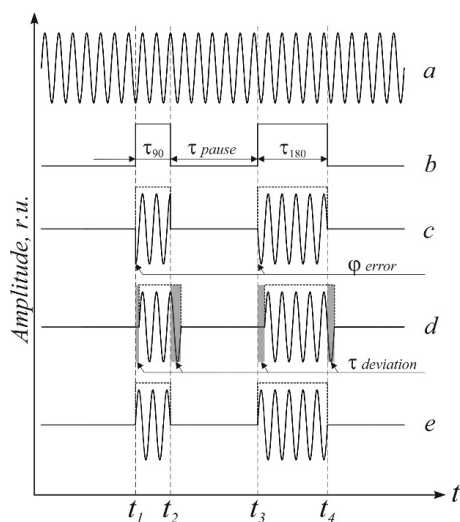 Amplitude, r.u.
a
τ90 τ pause τ180 b
c
φ error
d
τ deviation
e
t1 t2 t3 t4 t